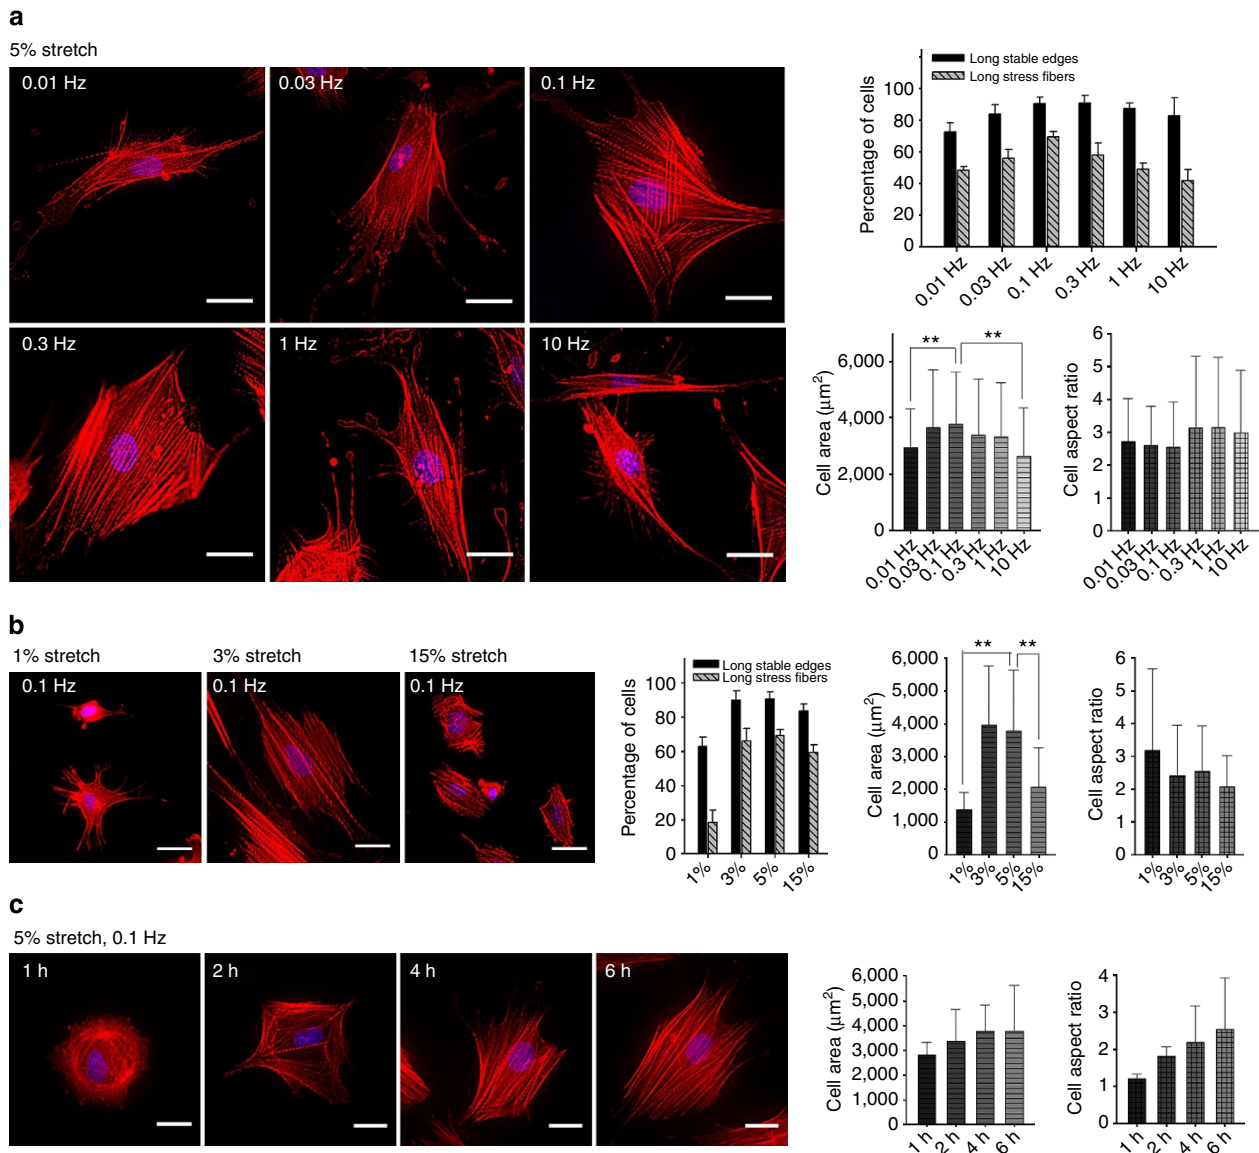 a
5% stretch
0.01 Hz
0.03 Hz
0.1 Hz
0.3 Hz
1 Hz
10 Hz
Long stable edges
Long stress fibers
Percentage of cells
100
80
60
40
20
0
0.01 Hz
0.03 Hz
0.1 Hz
0.3 Hz
1 Hz
10 Hz
** **
Cell area (μm²)
6,000
4,000
2,000
0
0.01 Hz
0.03 Hz
0.1 Hz
0.3 Hz
1 Hz
10 Hz
Cell aspect ratio
6
5
4
3
2
1
0
0.01 Hz
0.03 Hz
0.1 Hz
0.3 Hz
1 Hz
10 Hz
b
1% stretch
3% stretch
15% stretch
0.1 Hz
0.1 Hz
0.1 Hz
Long stable edges
Long stress fibers
Percentage of cells
100
80
60
40
20
0
1%
3%
5%
15%
** **
Cell area (μm²)
6,000
5,000
4,000
3,000
2,000
1,000
0
1%
3%
5%
15%
Cell aspect ratio
6
5
4
3
2
1
0
1%
3%
5%
15%
c
5% stretch, 0.1 Hz
1 h
2 h
4 h
6 h
Cell area (μm²)
6,000
5,000
4,000
3,000
2,000
1,000
0
1 h
2 h
4 h
6 h
Cell aspect ratio
4
3
2
1
0
1 h
2 h
4 h
6 h